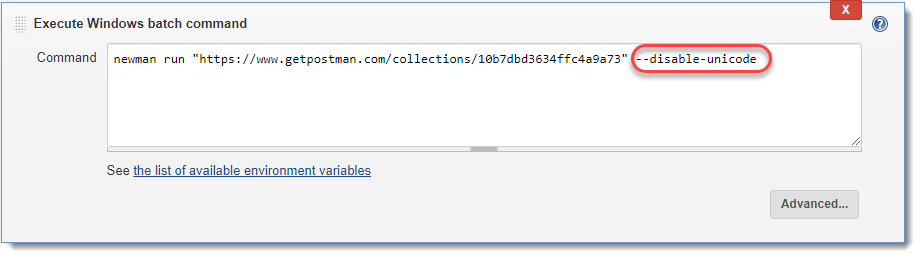 X
Execute Windows batch command
?
Command
newman run "https://www.getpostman.com/collections/10b7dbd3634ffc4a9a73" --disable-unicode
See the list of available environment variables
Advanced...